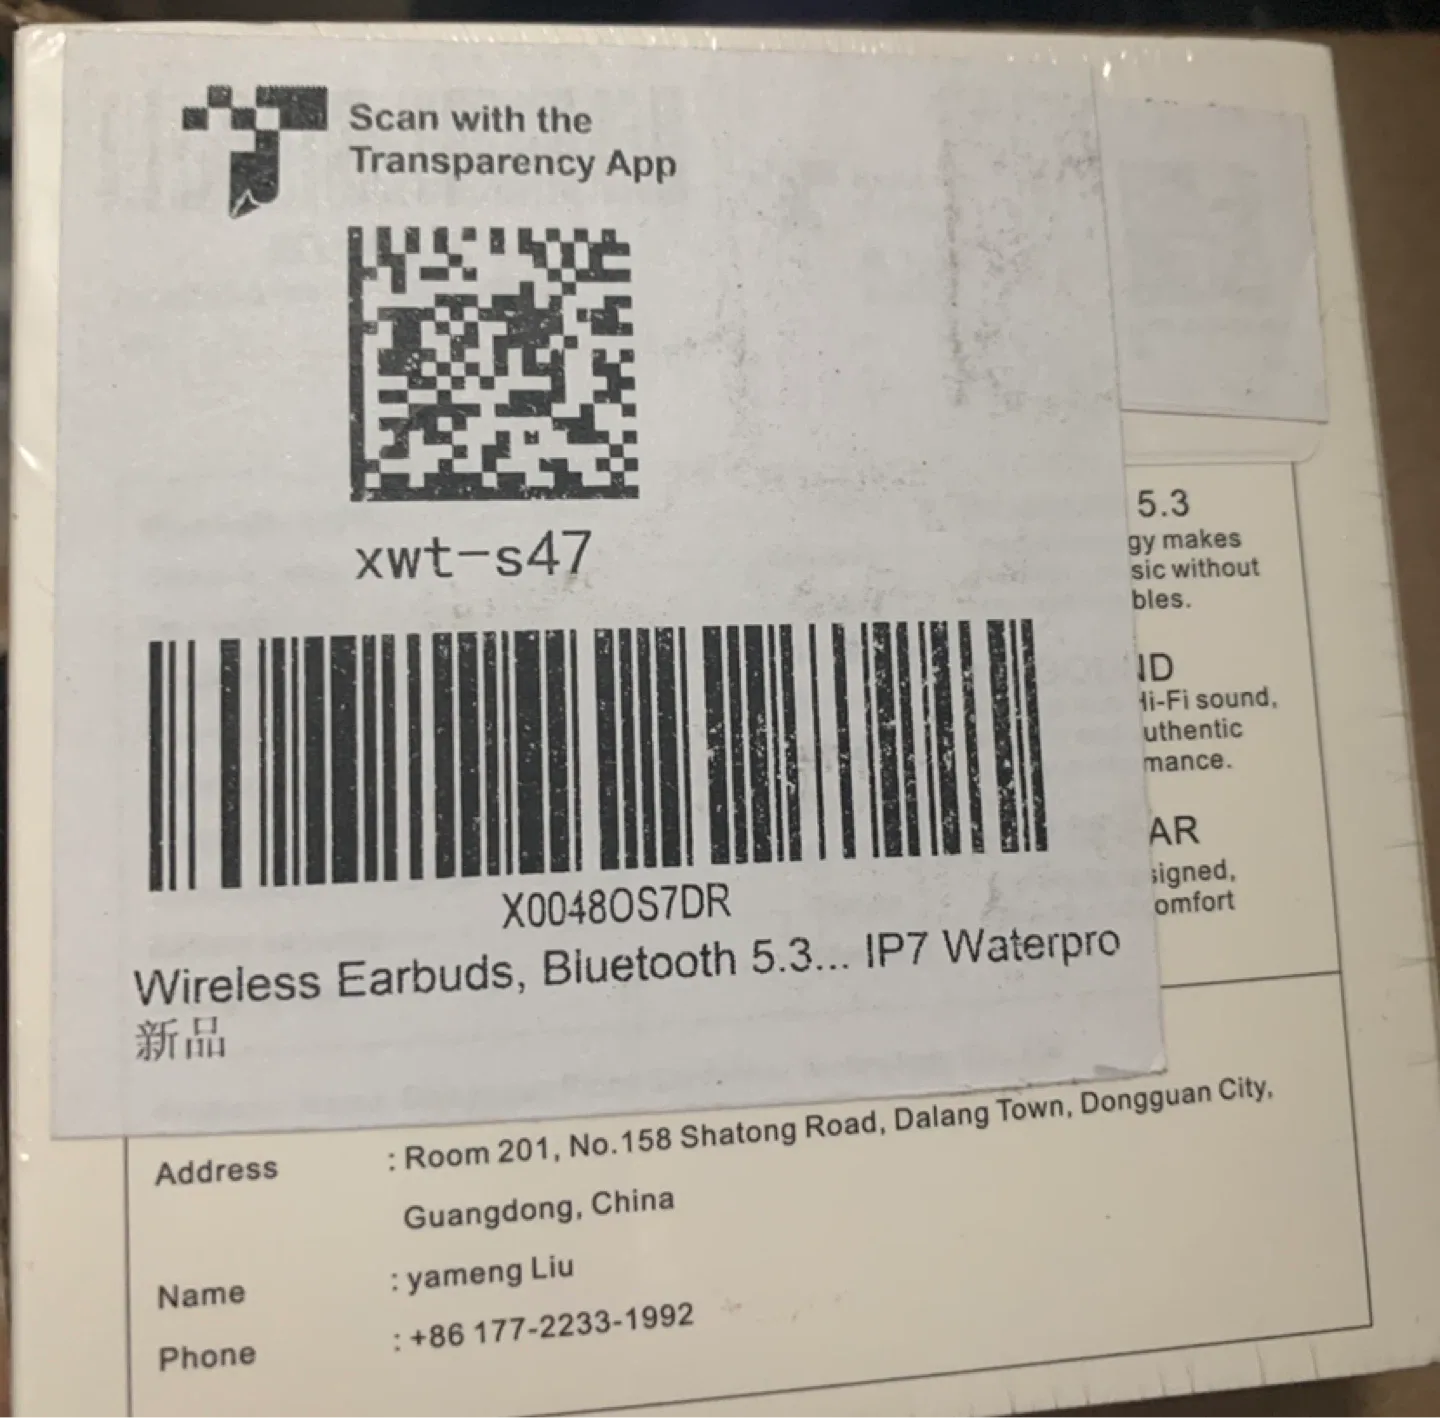 Scan with the
Transparency App
xwt-s47
X0048OS7DR
Wireless Earbuds, Bluetooth 5.3... IP7 Waterpro
新品
5.3
gy makes
sic without
bles.
ND
Hi-Fi sound,
uthentic
mance.
AR
signed,
omfort
Address : Room 201, No.158 Shatong Road, Dalang Town, Dongguan City,
Guangdong, China
Name : yameng Liu
Phone : +86 177-2233-1992